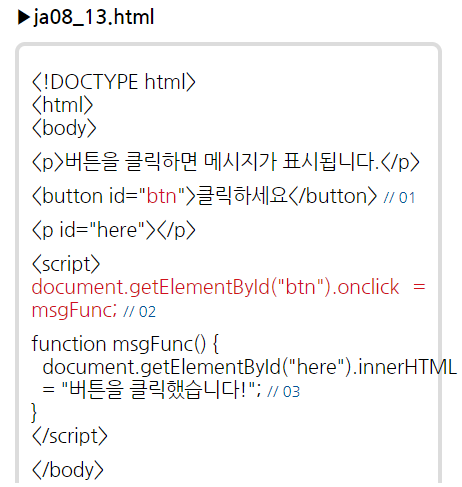 ▶ja08_13.html
<!DOCTYPE html>
<html>
<body>
<p>버튼을 클릭하면 메시지가 표시됩니다.</p>
<button id="btn">클릭하세요</button> // 01
<p id="here"></p>
<script>
document.getElementById("btn").onclick =
msgFunc; // 02
function msgFunc() {
document.getElementById("here").innerHTML
= "버튼을 클릭했습니다!"; // 03
}
</script>
</body>